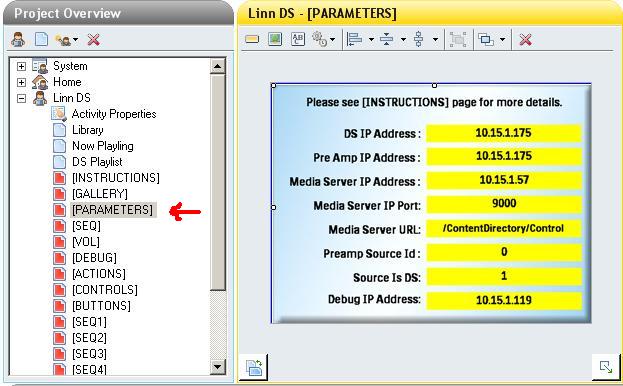 Project Overview
System
Home
Linn DS
Activity Properties
Library
Now Playling
DS Playlist
[INSTRUCTIONS]
[GALLERY]
[PARAMETERS]
[SEQ]
[VOL]
[DEBUG]
[ACTIONS]
[CONTROLS]
[BUTTONS]
[SEQ1]
[SEQ2]
[SEQ3]
[SEQ4]
Linn DS - [PARAMETERS]
Please see [INSTRUCTIONS] page for more details.
DS IP Address : 10.15.1.175
Pre Amp IP Address : 10.15.1.175
Media Server IP Address : 10.15.1.57
Media Server IP Port: 9000
Media Server URL: /ContentDirectory/Control
Preamp Source Id : 0
Source Is DS: 1
Debug IP Address: 10.15.1.119